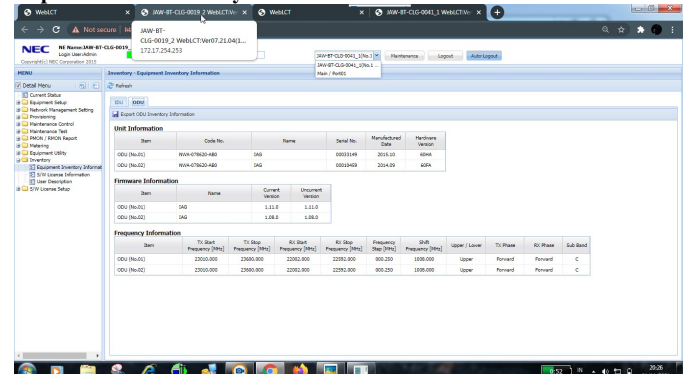 WebLCT
JAW-BT-CLG-0019_2 WebLCT:Ve
WebLCT
JAW-BT-CLG-0041_1 WebLCT:Ver
Not secure
JAW-BT-
CLG-0019_2 WebLCT:Ver07.21.04(1...
172.17.254.253
NEC
NE Name:JAW-BT-CLG-0019_
Login User:Admin
Copyright(c) NEC Corporation 2015
JAW-BT-CLG-0041_1(No.1
Maintenance
Logout
Auto Logout
JAW-BT-CLG-0041_1(No.1 ...
Main / Port01
MENU
Inventory - Equipment Inventory Information
Detail Menu
Refresh
Current Status
Equipment Setup
Network Management Setting
Provisioning
Maintenance Control
Maintenance Test
PMON / RMON Report
Metering
Equipment Utility
Inventory
Equipment Inventory Informat
S/W License Information
User Description
S/W License Setup
IDU ODU
Export ODU Inventory Information
Unit Information
Item Code No. Name Serial No. Manufactured Date Hardware Version
ODU (No.01) NWA-078620-AB0 IAG 00033149 2015.10 60HA
ODU (No.02) NWA-078620-AB0 IAG 00010459 2014.09 60FA
Firmware Information
Item Name Current Version Uncurrent Version
ODU (No.01) IAG 1.11.0 1.11.0
ODU (No.02) IAG 1.08.0 1.08.0
Frequency Information
Item TX Start Frequency [MHz] TX Stop Frequency [MHz] RX Start Frequency [MHz] RX Stop Frequency [MHz] Frequency Step [MHz] Shift Frequency [MHz] Upper / Lower TX Phase RX Phase Sub Band
ODU (No.01) 23010.000 23600.000 22002.000 22592.000 000.250 1008.000 Upper Forward Forward C
ODU (No.02) 23010.000 23600.000 22002.000 22592.000 000.250 1008.000 Upper Forward Forward C
0:52
IN
20:26